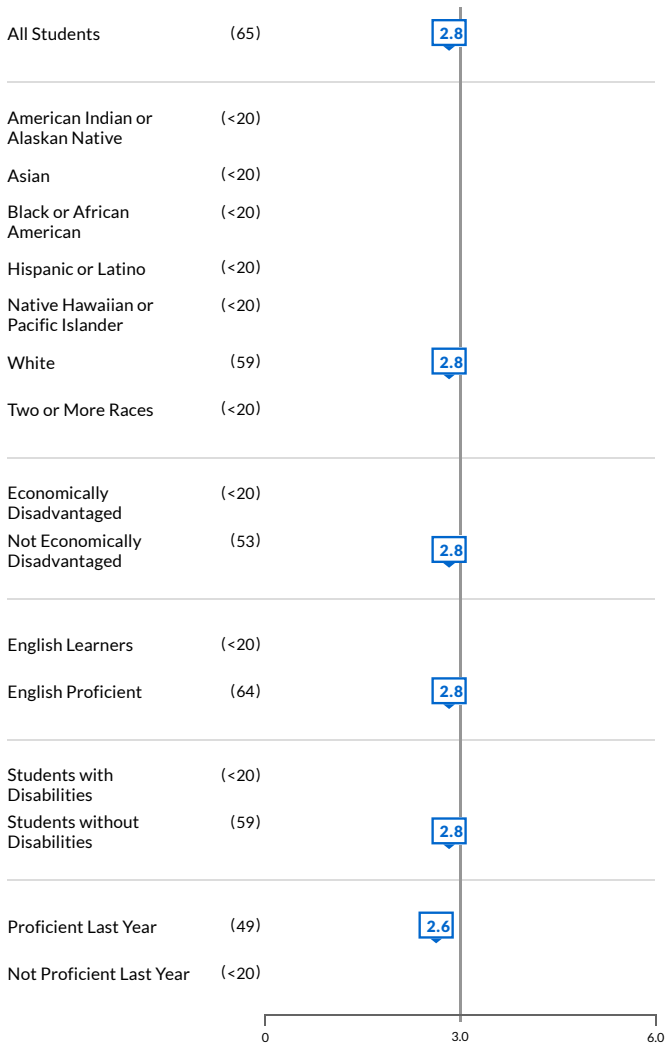 All Students (65) 2.8
American Indian or
Alaskan Native (<20)
Asian (<20)
Black or African
American (<20)
Hispanic or Latino (<20)
Native Hawaiian or
Pacific Islander (<20)
White (59) 2.8
Two or More Races (<20)
Economically
Disadvantaged (<20)
Not Economically
Disadvantaged (53) 2.8
English Learners (<20)
English Proficient (64) 2.8
Students with
Disabilities (<20)
Students without
Disabilities (59) 2.8
Proficient Last Year (49) 2.6
Not Proficient Last Year (<20)
0 3.0 6.0